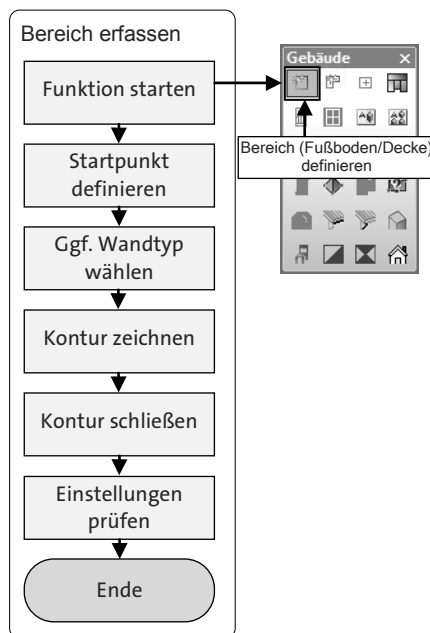 Bereich erfassen
Funktion starten
Startpunkt
definieren
Ggf. Wandtyp
wählen
Kontur zeichnen
Kontur schließen
Einstellungen
prüfen
Ende
Gebäude
Bereich (Fußboden/Decke)
definieren